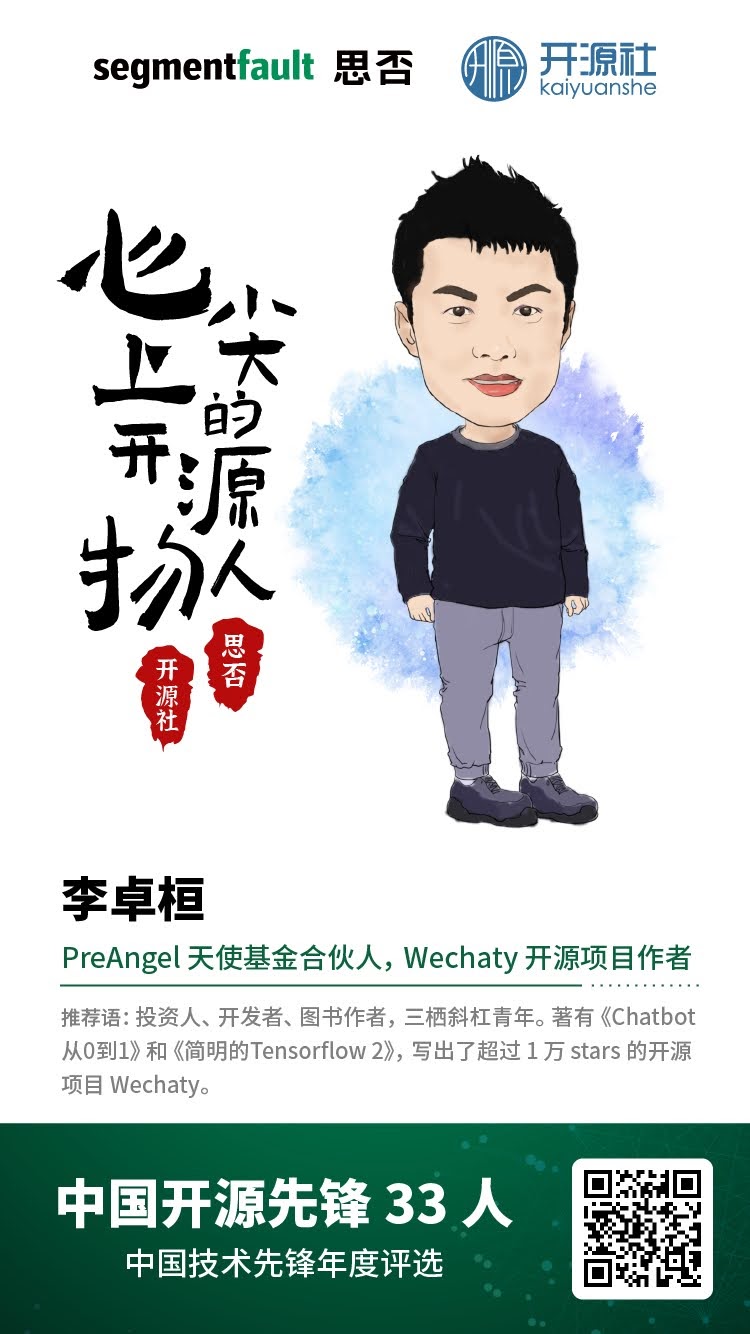 segmentfault 思否
开源社
kaiyuanshe
心上开物
尖的源人
思否
开源社
李卓桓
PreAngel 天使基金合伙人，Wechaty 开源项目作者
推荐语：投资人、开发者、图书作者，三栖斜杠青年。著有《Chatbot
从0到1》和《简明的Tensorflow 2》，写出了超过 1 万 stars 的开源
项目 Wechaty。
中国开源先锋 33 人
中国技术先锋年度评选